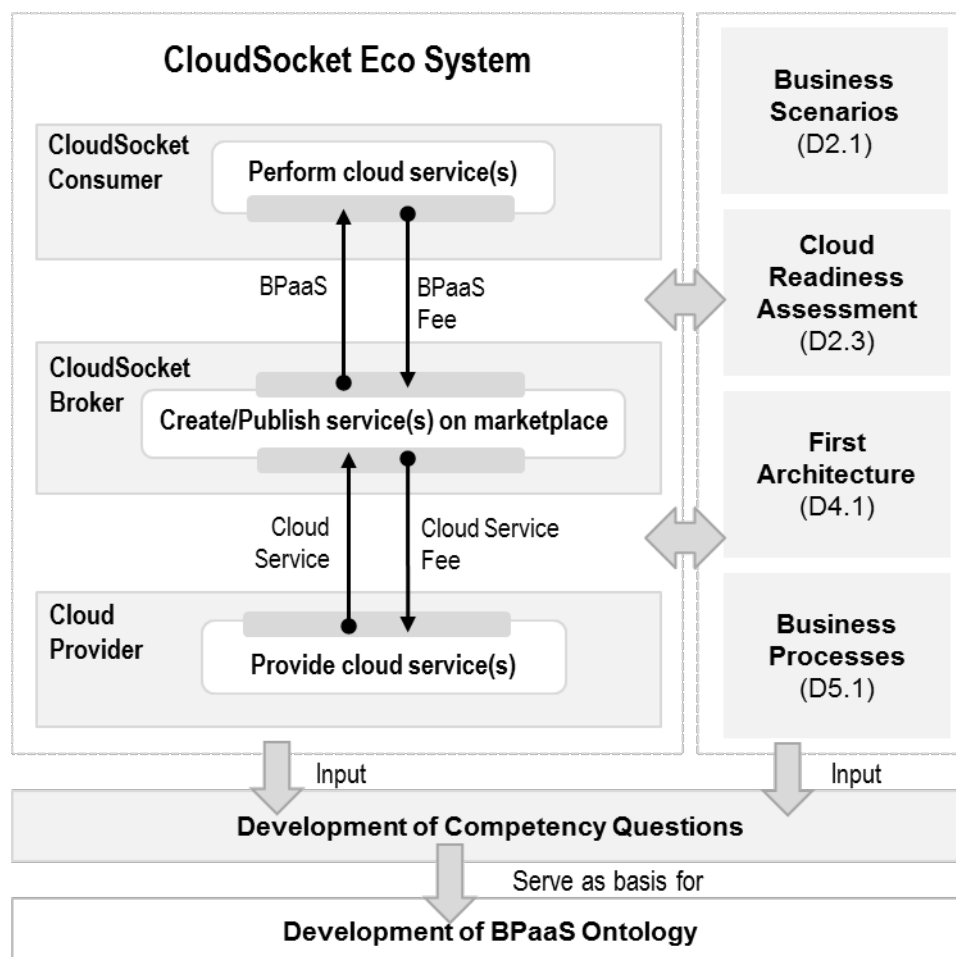 CloudSocket Eco System
CloudSocket
Consumer
Perform cloud service(s)
BPaaS
BPaaS
Fee
CloudSocket
Broker
Create/Publish service(s) on marketplace
Cloud
Service
Cloud Service
Fee
Cloud
Provider
Provide cloud service(s)
Business
Scenarios
(D2.1)
Cloud
Readiness
Assessment
(D2.3)
First
Architecture
(D4.1)
Business
Processes
(D5.1)
Input
Input
Development of Competency Questions
Serve as basis for
Development of BPaaS Ontology